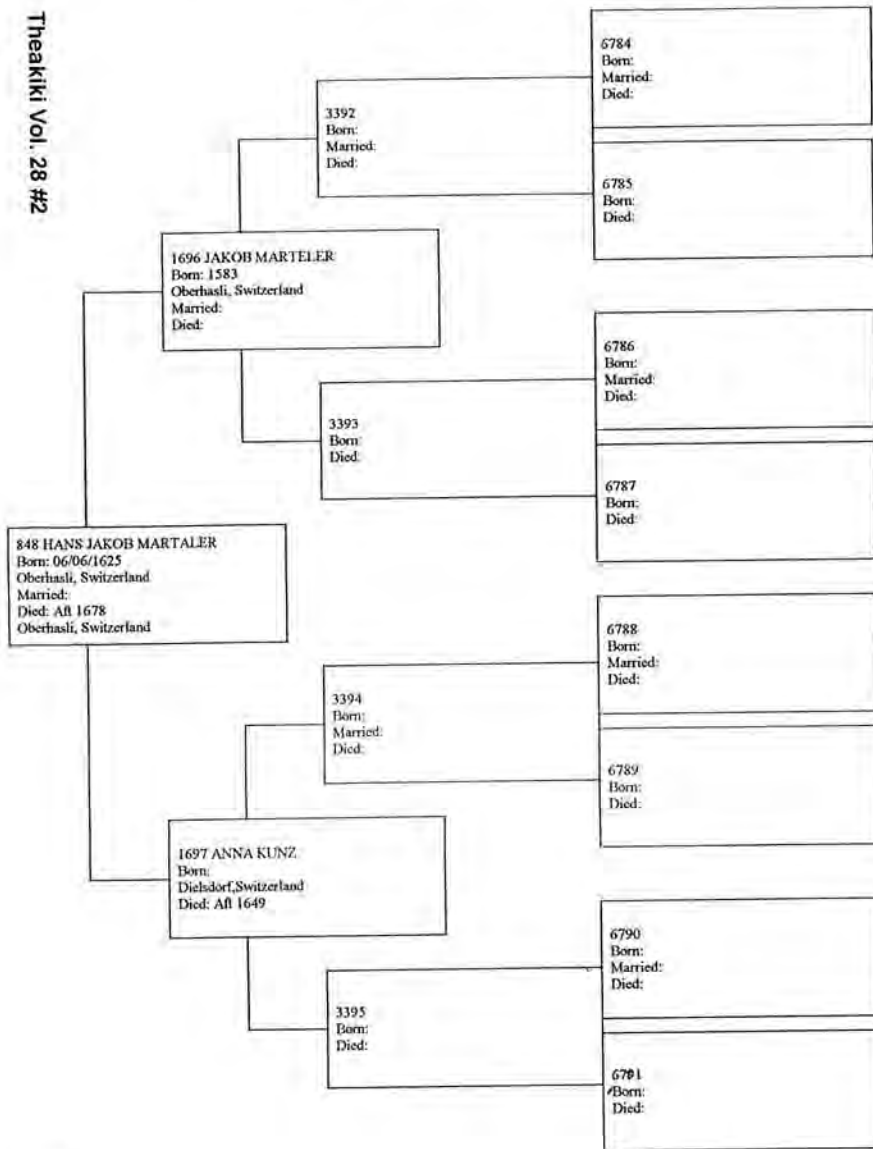 Theakiki Vol. 28 #2
848 HANS JAKOB MARTALER
Born: 06/06/1625
Oberhasli, Switzerland
Married:
Died: Aft 1678
Oberhasli, Switzerland
1696 JAKOB MARTELER
Born: 1583
Oberhasli, Switzerland
Married:
Died:
1697 ANNA KUNZ
Born:
Dielsdorf,Switzerland
Died: Aft 1649
3392
Born:
Married:
Died:
3393
Born:
Died:
3394
Born:
Married:
Died:
3395
Born:
Died:
6784
Born:
Married:
Died:
6785
Born:
Died:
6786
Born:
Married:
Died:
6787
Born:
Died:
6788
Born:
Married:
Died:
6789
Born:
Died:
6790
Born:
Married:
Died:
6791
Born:
Died: